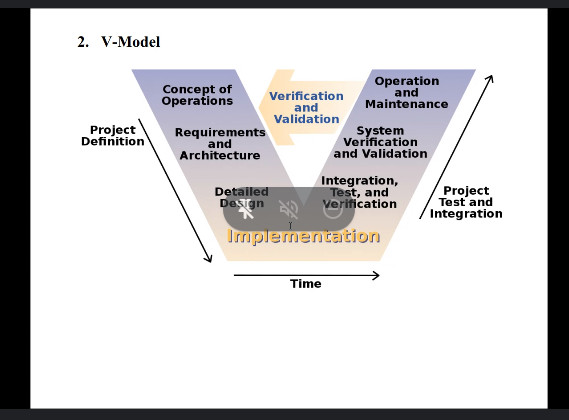 2. V-Model
Concept of
Operations
Verification
and
Validation
Operation
and
Maintenance
Project
Definition
Requirements
and
Architecture
System
Verification
and Validation
Detailed
Design
Integration,
Test, and
Verification
Project
Test and
Integration
Implementation
Time